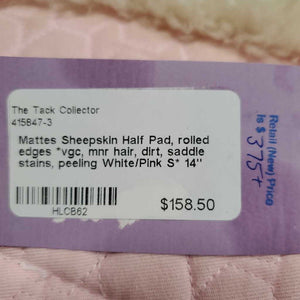 The Tack Collector
415847-3
Mattes Sheepskin Half Pad, rolled
edges *vgc, mnr hair, dirt, saddle
stains, peeling White/Pink S* 14"
HLCB62
$158.50
Retail (New) Price
Is $ 375+